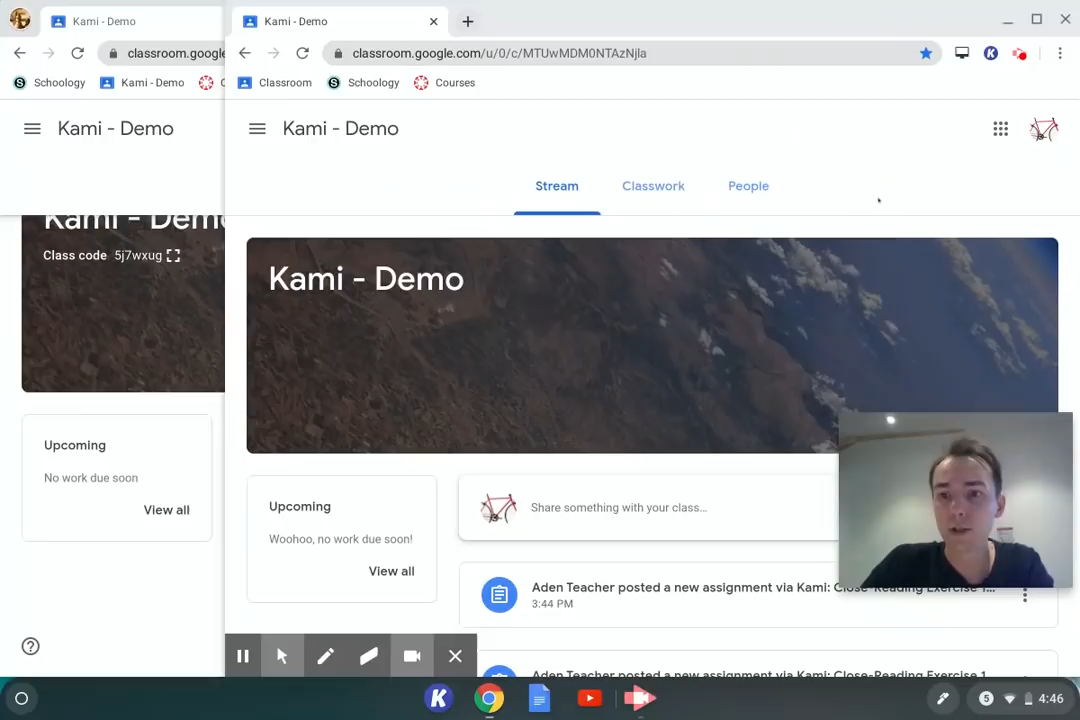 Kami - Demo
Kami - Demo
classroom.google
classroom.google.com/u/0/c/MTUwMDM0NTAzNjla
Schoology
Kami - Demo
Classroom
Schoology
Courses
Kami - Demo
Kami - Demo
Stream
Classwork
People
Kami - Demo
Class code 5j7wxug
Kami - Demo
Upcoming
No work due soon
View all
Upcoming
Woohoo, no work due soon!
View all
Share something with your class…
Aden Teacher posted a new assignment via Kami: Close-Reading Exercise 1…
3:44 PM
Aden Teacher posted a new assignment via Kami: Close-Reading Exercise 1
5
4:46